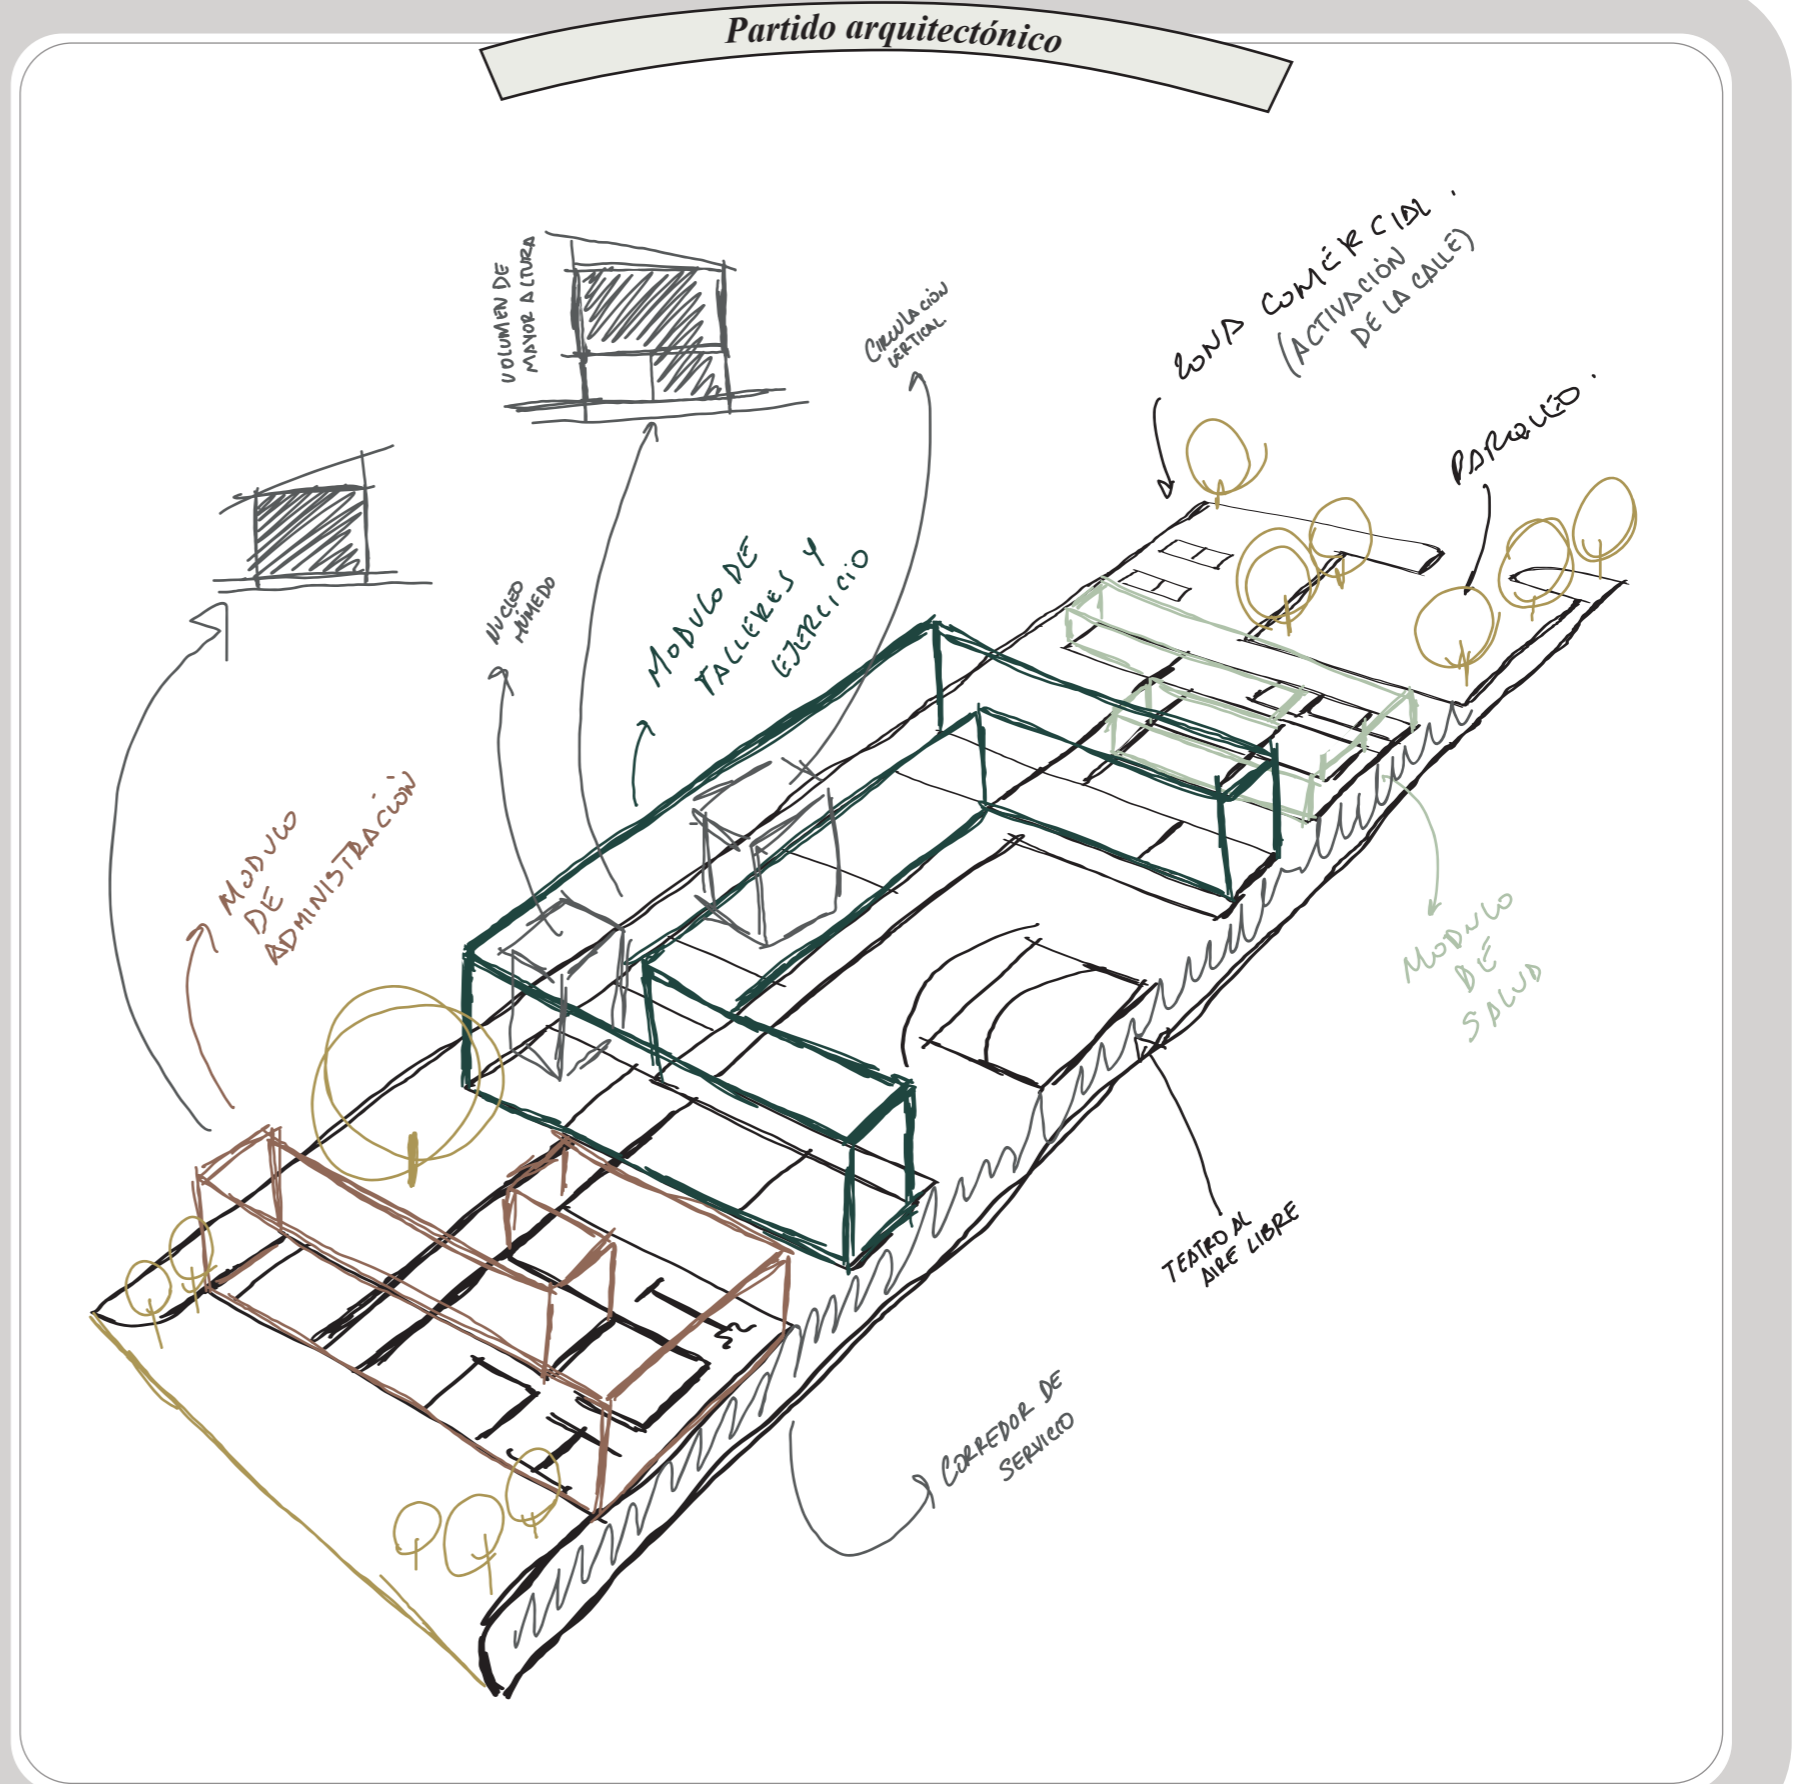 Partido arquitectónico
VOLUMEN DE
MAYOR ALTURA
CIRCULACIÓN
VERTICAL
ZONA COMERCIAL.
(ACTIVACIÓN
DE LA CALLE)
PARQUEO.
NUCLEO
HÚMEDO
MODULO DE
TALLERES Y
EJERCICIO
MODULO
DE
ADMINISTRACIÓN
MODULO
DE
SALUD
TEATRO AL
AIRE LIBRE
CORREDOR DE
SERVICIO